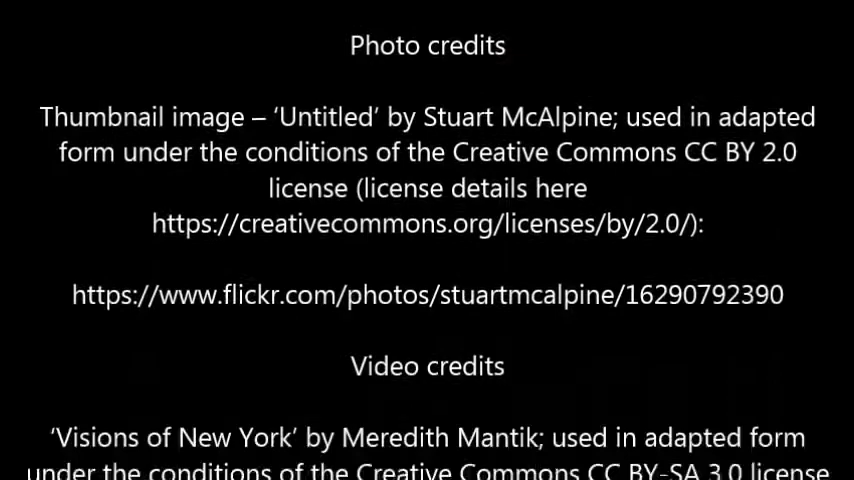 Photo credits
Thumbnail image – ‘Untitled’ by Stuart McAlpine; used in adapted
form under the conditions of the Creative Commons CC BY 2.0
license (license details here
https://creativecommons.org/licenses/by/2.0/):
https://www.flickr.com/photos/stuartmcalpine/16290792390
Video credits
‘Visions of New York’ by Meredith Mantik; used in adapted form
under the conditions of the Creative Commons CC BY-SA 3.0 license